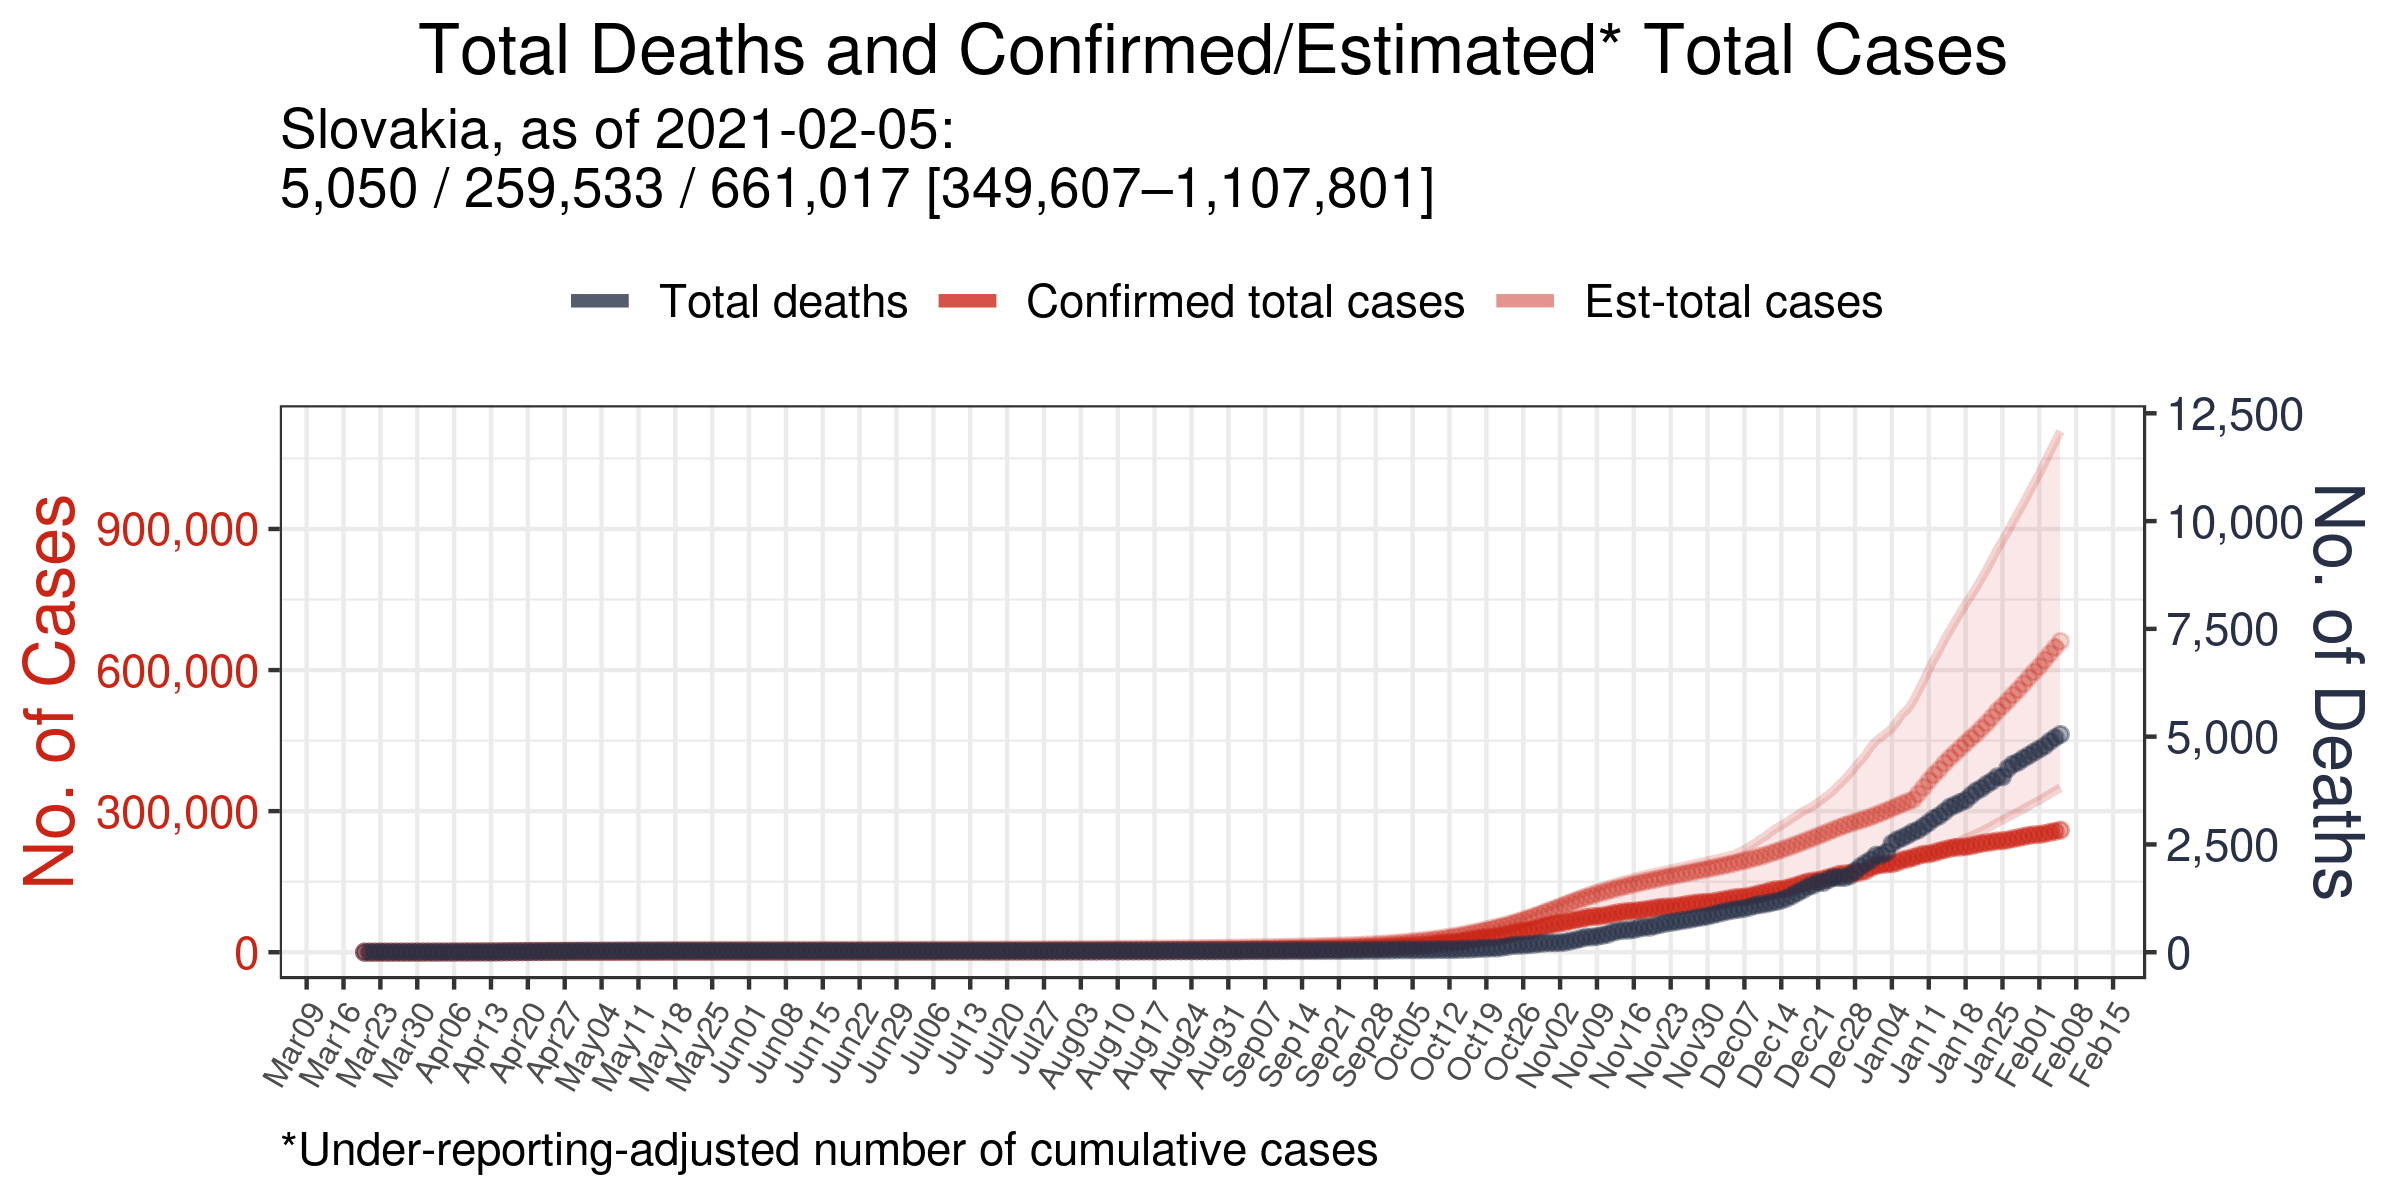 Total Deaths and Confirmed/Estimated* Total Cases
Slovakia, as of 2021-02-05:
5,050 / 259,533 / 661,017 [349,607–1,107,801]
Total deaths
Confirmed total cases
Est-total cases
No. of Cases
900,000
600,000
300,000
0
12,500
10,000
7,500
5,000
2,500
0
No. of Deaths
Mar09
Mar16
Mar23
Mar30
Apr06
Apr13
Apr20
Apr27
May04
May11
May18
May25
Jun01
Jun08
Jun15
Jun22
Jun29
Jul06
Jul13
Jul20
Jul27
Aug03
Aug10
Aug17
Aug24
Aug31
Sep07
Sep14
Sep21
Sep28
Oct05
Oct12
Oct19
Oct26
Nov02
Nov09
Nov16
Nov23
Nov30
Dec07
Dec14
Dec21
Dec28
Jan04
Jan11
Jan18
Jan25
Feb01
Feb08
Feb15
*Under-reporting-adjusted number of cumulative cases